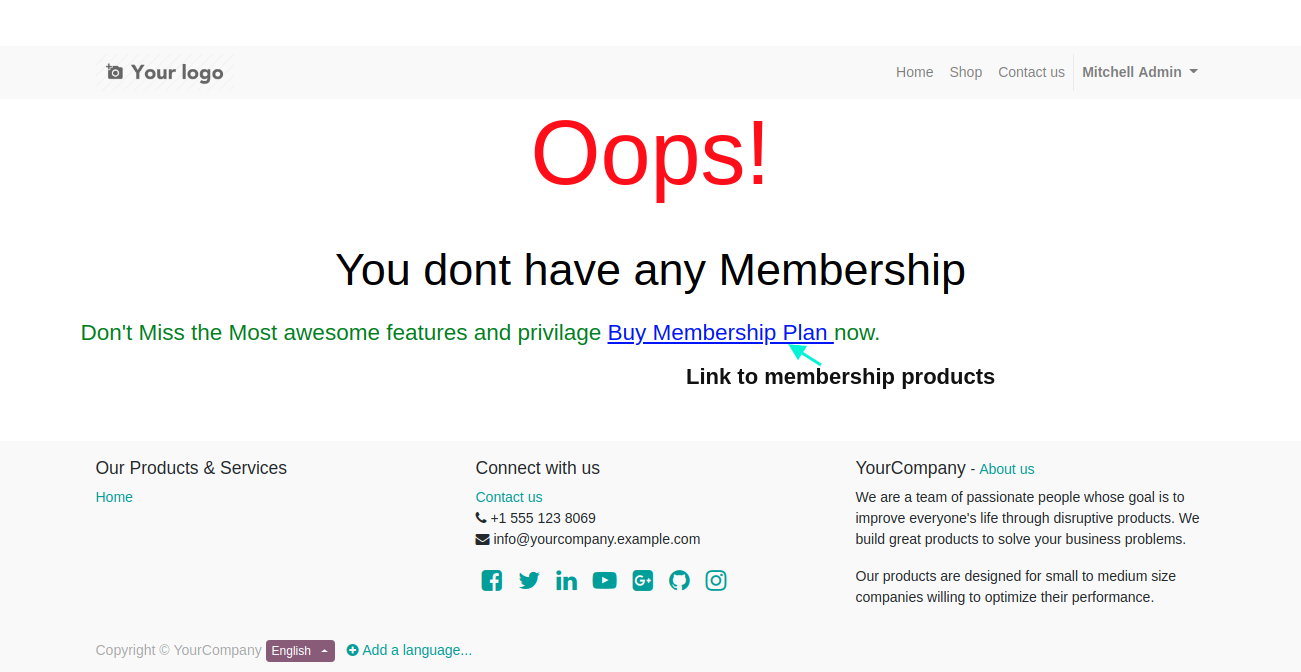 Your logo
Home Shop Contact us Mitchell Admin
Oops!
You dont have any Membership
Don't Miss the Most awesome features and privilage Buy Membership Plan now.
Link to membership products
Our Products & Services
Home
Connect with us
Contact us
+1 555 123 8069
info@yourcompany.example.com
YourCompany - About us
We are a team of passionate people whose goal is to
improve everyone's life through disruptive products. We
build great products to solve your business problems.
Our products are designed for small to medium size
companies willing to optimize their performance.
Copyright © YourCompany English Add a language...